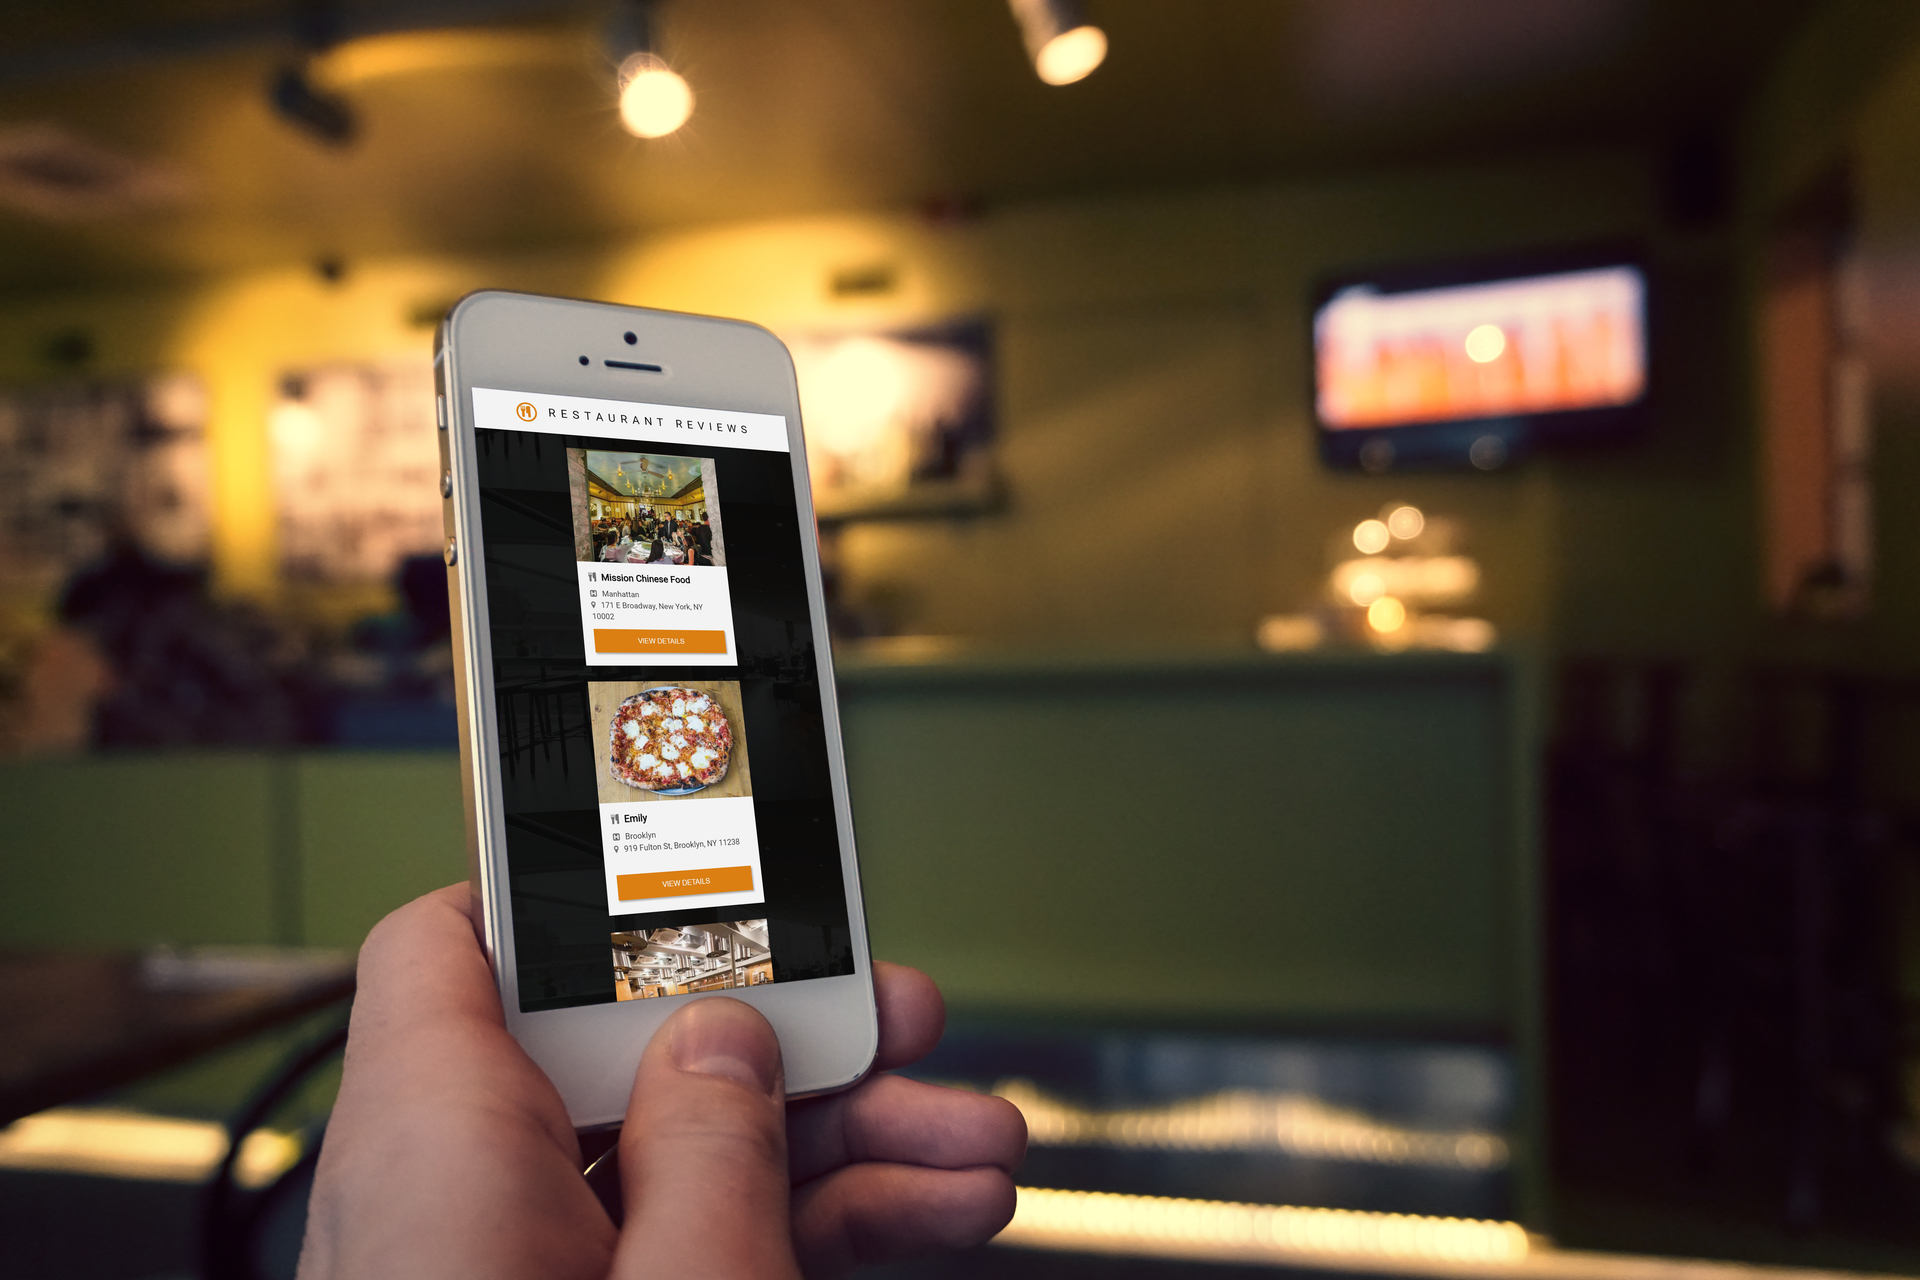 RESTAURANT REVIEWS
Mission Chinese Food
Manhattan
171 E Broadway, New York, NY
10002
VIEW DETAILS
Emily
Brooklyn
919 Fulton St, Brooklyn, NY 11238
VIEW DETAILS